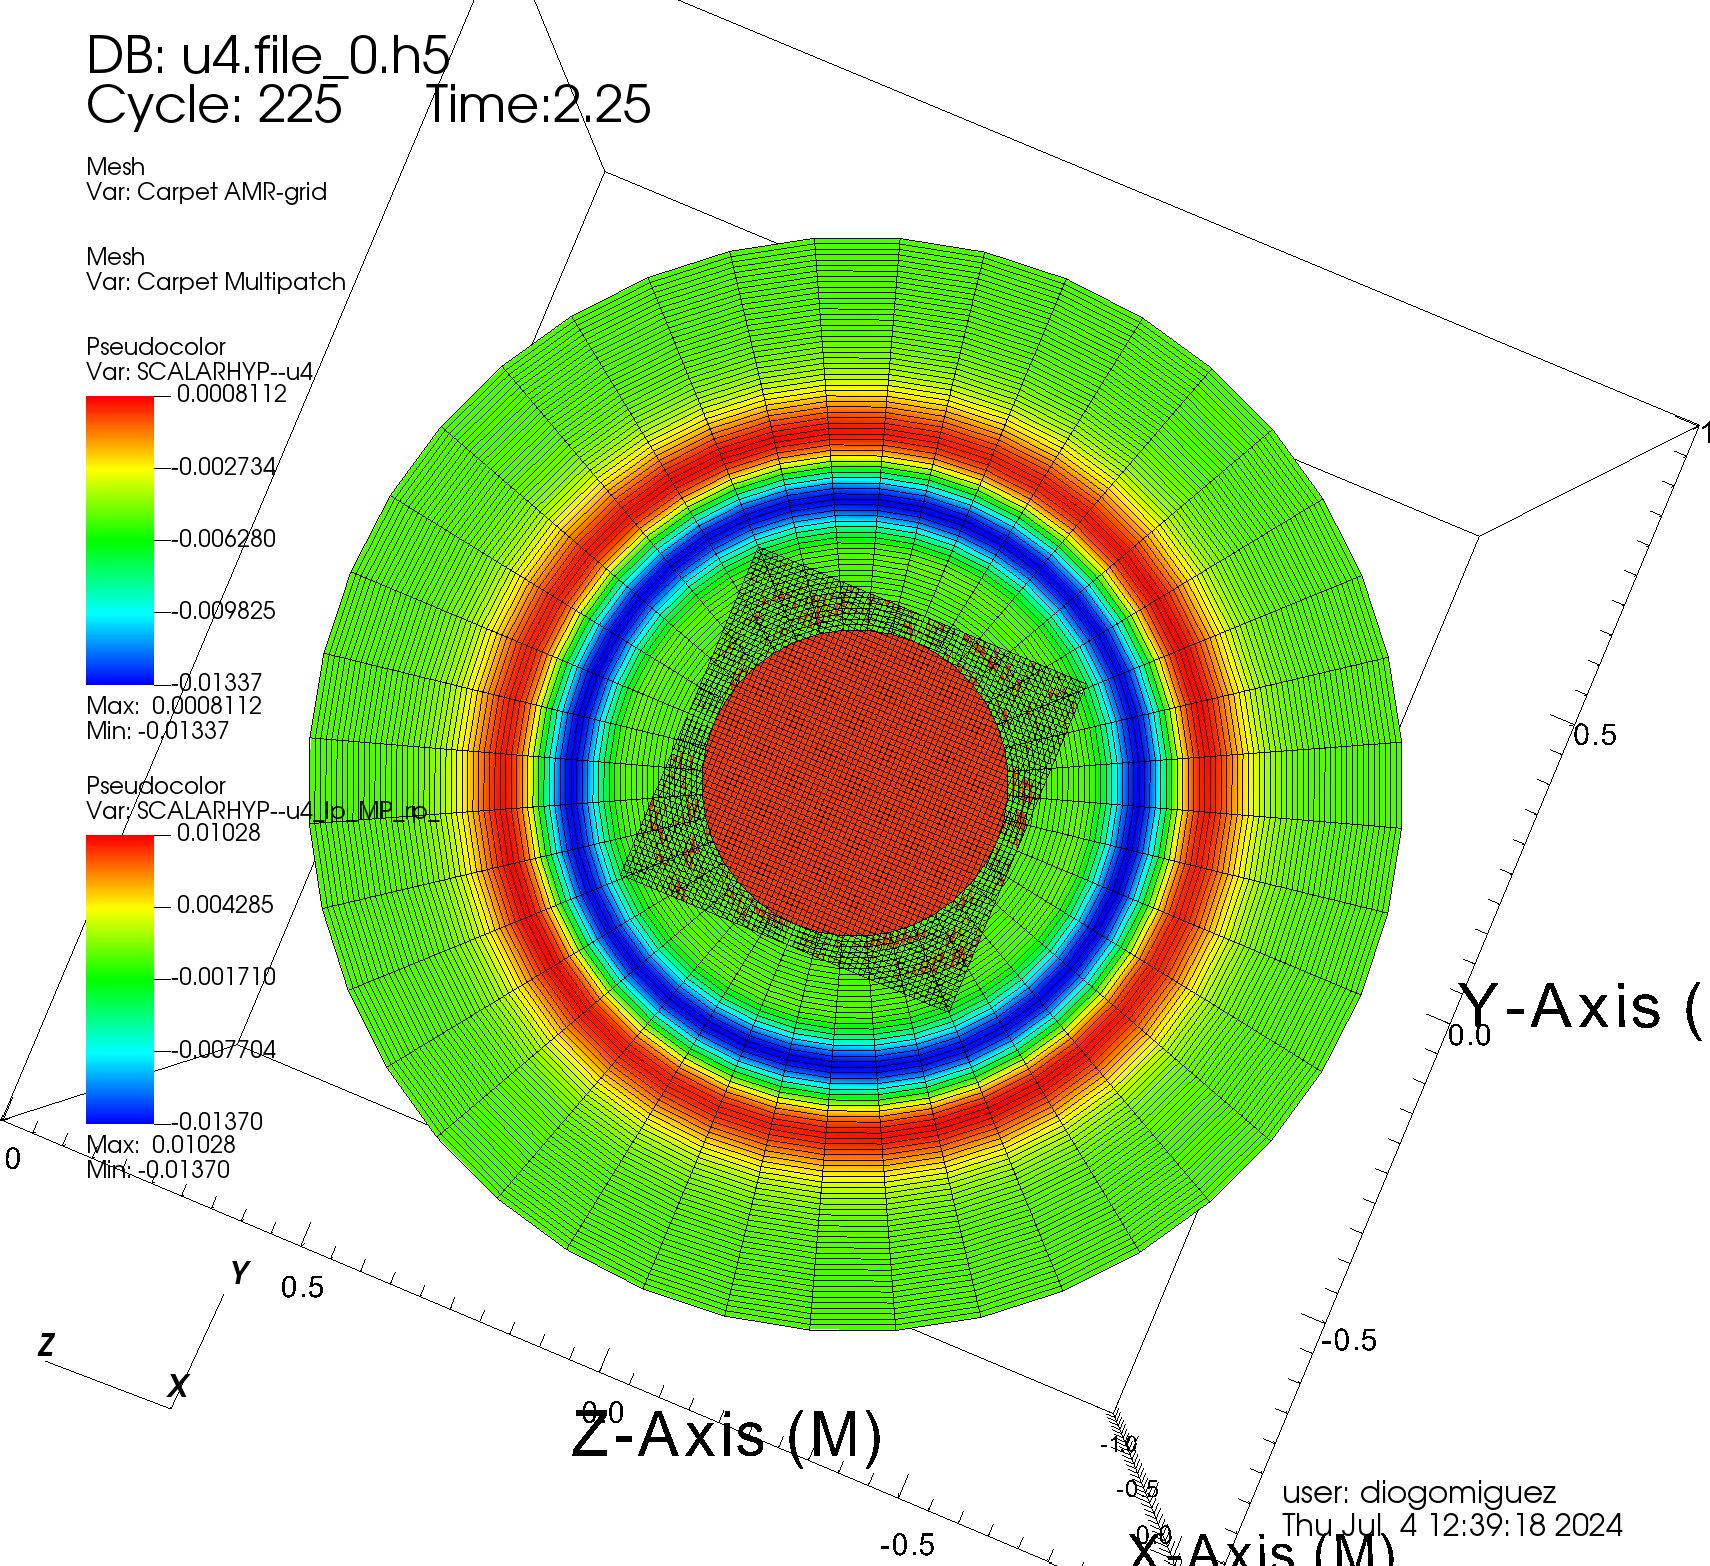 DB: u4.file_0.h5
Cycle: 225 Time:2.25
Mesh
Var: Carpet AMR-grid
Mesh
Var: Carpet Multipatch
Pseudocolor
Var: SCALARHYP--u4
0.0008112
-0.002734
-0.006280
-0.009825
-0.01337
Max: 0.0008112
Min: -0.01337
Pseudocolor
Var: SCALARHYP--u4_lp_MP_rp_
0.01028
0.004285
-0.001710
-0.007704
-0.01370
Max: 0.01028
Min: -0.01370
1
0.5
Y-Axis (
0.0
-0.5
0
0.5
0.0
Z-Axis (M)
-0.5
Y
Z
X
-1.0
-0.5
0.0
X-Axis (M)
user: diogomiguez
Thu Jul 4 12:39:18 2024